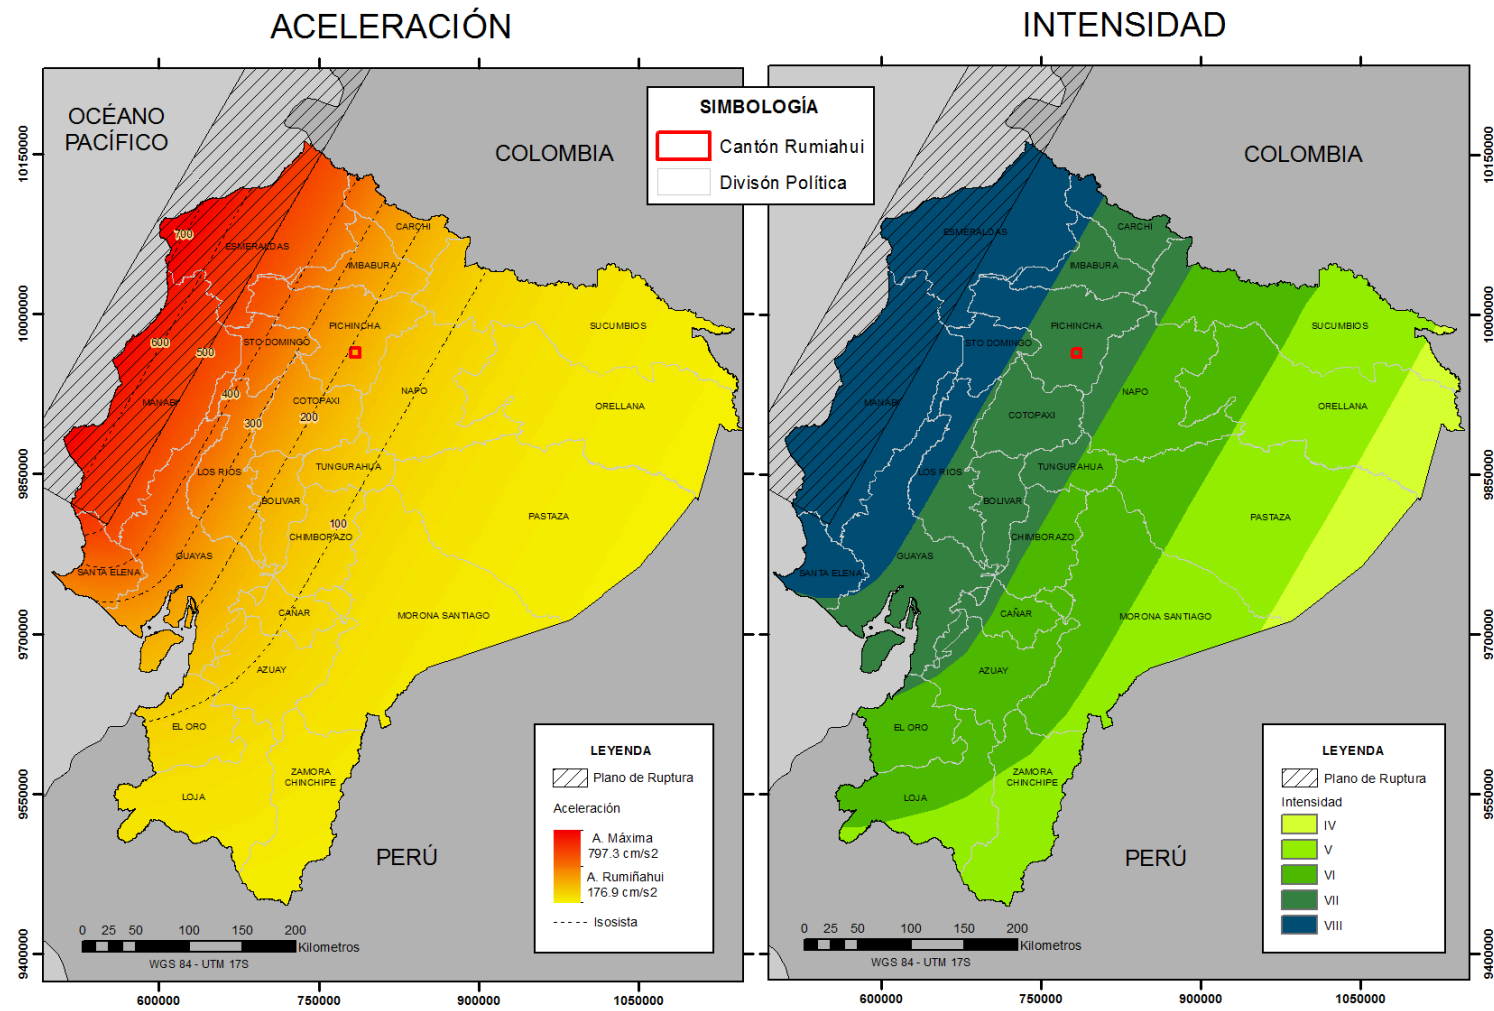 ACELERACIÓN
INTENSIDAD
OCÉANO
PACÍFICO
COLOMBIA
SIMBOLOGÍA
Cantón Rumiahui
Divisón Política
COLOMBIA
700
ESMERALDAS
CARCHI
IMBABURA
PICHINCHA
SUCUMBIOS
600
500
STO DOMINGO
NAPO
400
COTOPAXI
MANABI
ORELLANA
300
200
LOS RIOS
TUNGURAHUA
BOLIVAR
PASTAZA
100
CHIMBORAZO
GUAYAS
SANTA ELENA
CAÑAR
MORONA SANTIAGO
AZUAY
EL ORO
ZAMORA
CHINCHIPE
LOJA
PERÚ
LEYENDA
Plano de Ruptura
Aceleración
A. Máxima
797.3 cm/s2
A. Rumiñahui
176.9 cm/s2
Isosista
0 25 50 100 150 200
Kilometros
WGS 84 - UTM 17S
10150000
10000000
9850000
9700000
9550000
9400000
600000 750000 900000 1050000
ESMERALDAS
CARCHI
IMBABURA
PICHINCHA
SUCUMBIOS
STO DOMINGO
NAPO
MANABI
COTOPAXI
ORELLANA
LOS RIOS
TUNGURAHUA
BOLIVAR
PASTAZA
CHIMBORAZO
GUAYAS
SANTA ELENA
CAÑAR
MORONA SANTIAGO
AZUAY
EL ORO
ZAMORA
CHINCHIPE
LOJA
PERÚ
LEYENDA
Plano de Ruptura
Intensidad
IV
V
VI
VII
VIII
0 25 50 100 150 200
Kilometros
WGS 84 - UTM 17S
10150000
10000000
9850000
9700000
9550000
9400000
600000 750000 900000 1050000